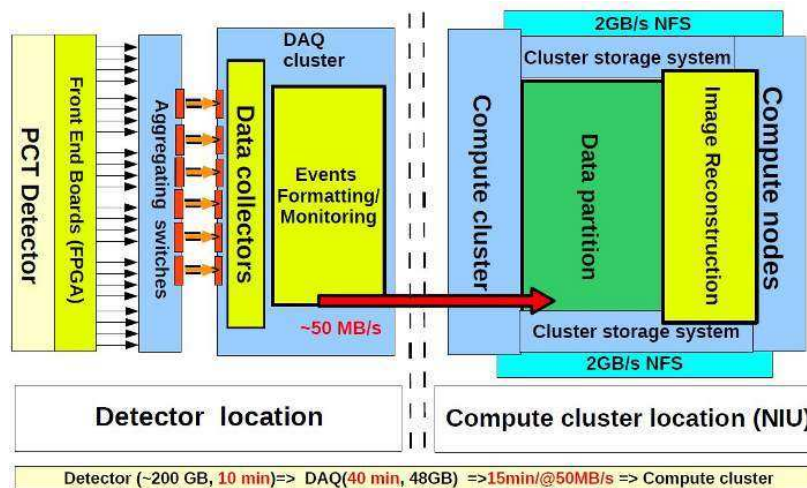 PCT Detector
Front End Boards (FPGA)
Aggregating switches
DAQ
cluster
Data collectors
Events
Formatting/
Monitoring
~50 MB/s
2GB/s NFS
Cluster storage system
Compute cluster
Data partition
Image Reconstruction
Compute nodes
Cluster storage system
2GB/s NFS
Detector location
Compute cluster location (NIU)
Detector (~200 GB, 10 min)=> DAQ(40 min, 48GB) =>15min/@50MB/s => Compute cluster